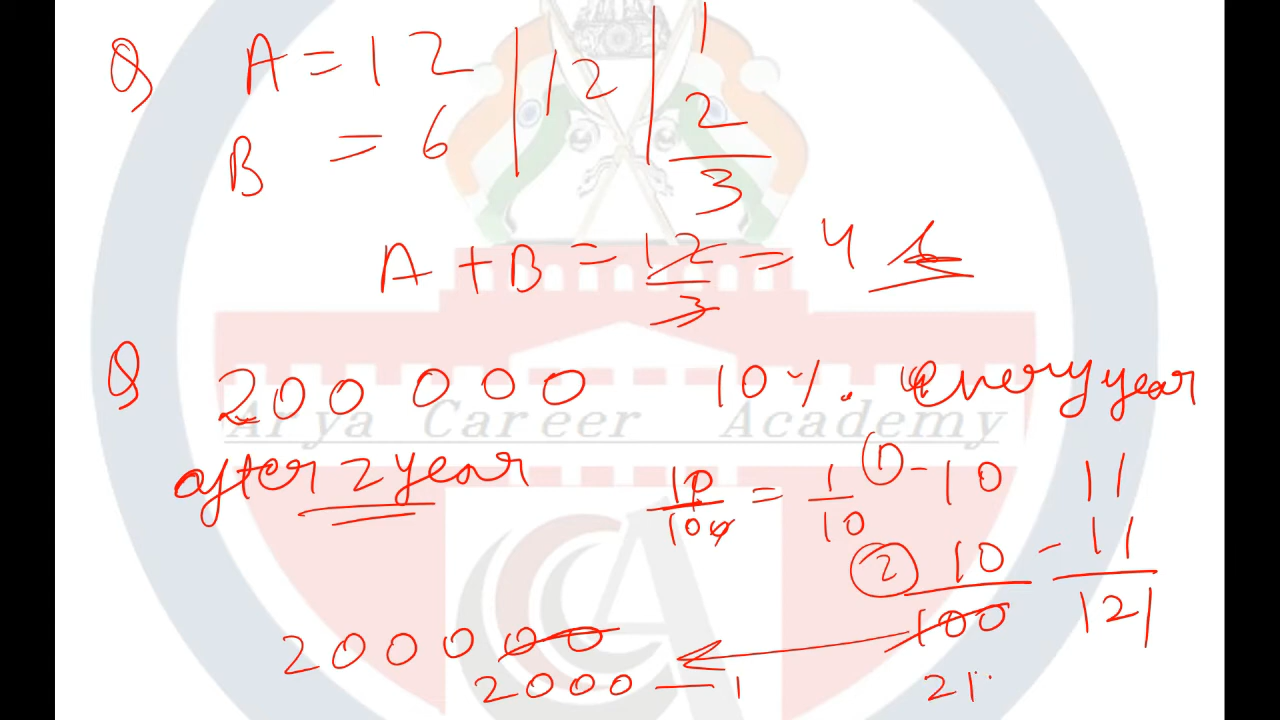 Q A = 12 | 12 | 1
B = 6 2
3
A + B = 12/3 = 4
Q 200 000 10%. every year
Arya Career Academy
after 2 year 10/100 = 1/10 ① - 10 11
② 10 - 11
100 121
200000
2000 — 1 21